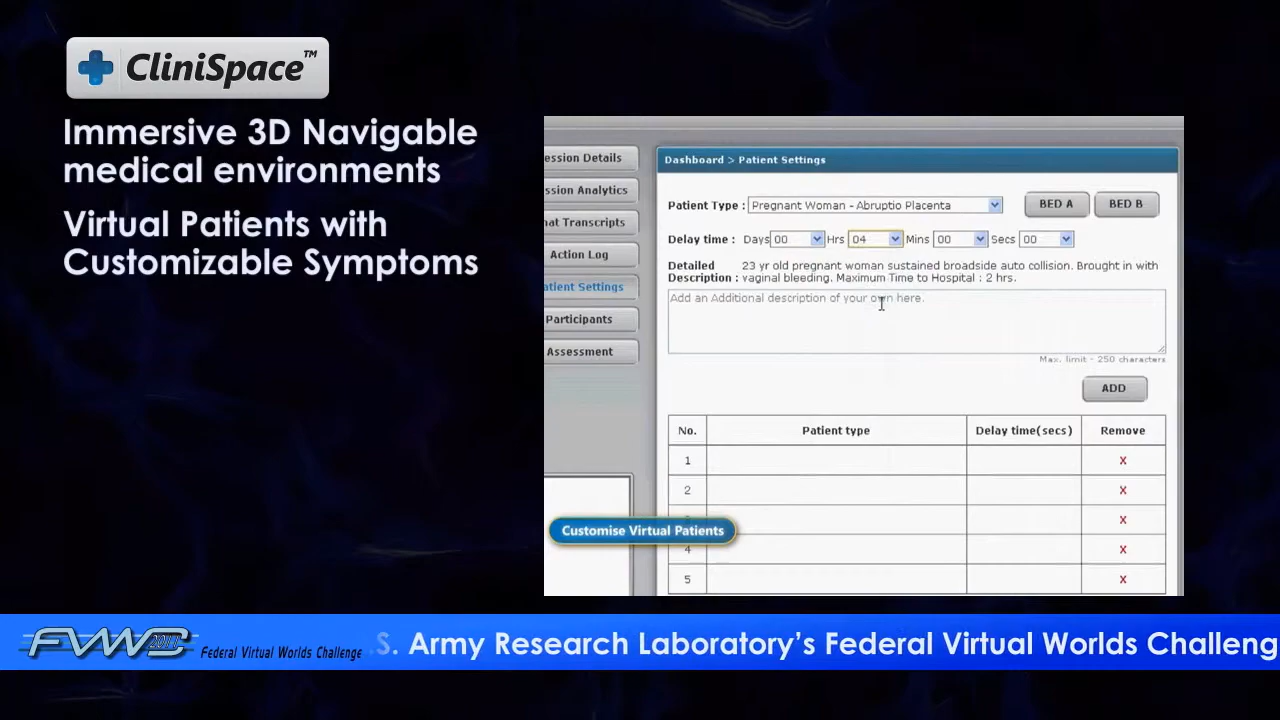 CliniSpace™
Immersive 3D Navigable
medical environments
Virtual Patients with
Customizable Symptoms
ession Details
ssion Analytics
hat Transcripts
Action Log
atient Settings
Participants
Assessment
Dashboard > Patient Settings
Patient Type : Pregnant Woman - Abruptio Placenta BED A BED B
Delay time : Days 00 Hrs 04 Mins 00 Secs 00
Detailed Description : 23 yr old pregnant woman sustained broadside auto collision. Brought in with
vaginal bleeding. Maximum Time to Hospital : 2 hrs.
Add an Additional description of your own here.
Max. limit - 250 characters
ADD
No. Patient type Delay time(secs) Remove
1 X
2 X
X
4 X
5 X
Customise Virtual Patients
FVWC 2011 Federal Virtual Worlds Challenge
.S. Army Research Laboratory's Federal Virtual Worlds Challeng